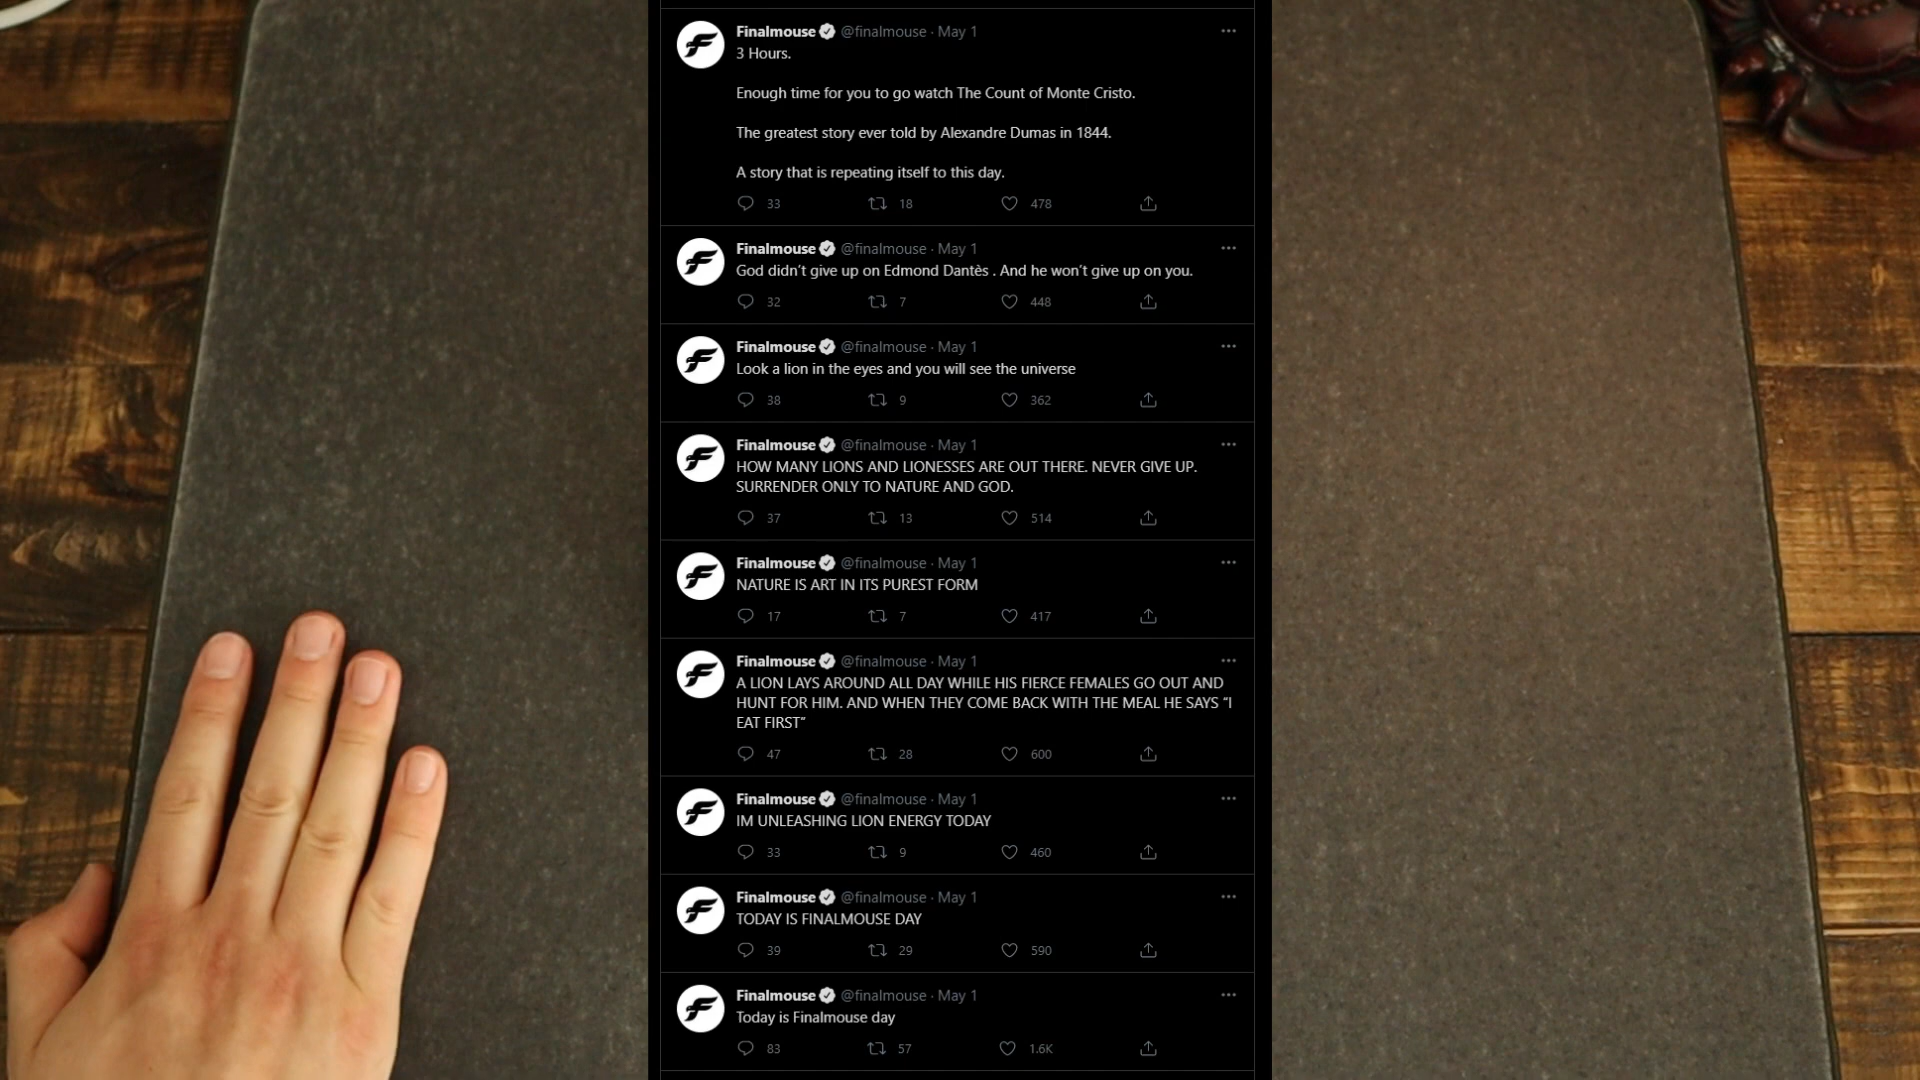 Finalmouse @finalmouse · May 1
3 Hours.
Enough time for you to go watch The Count of Monte Cristo.
The greatest story ever told by Alexandre Dumas in 1844.
A story that is repeating itself to this day.
33 18 478
Finalmouse @finalmouse · May 1
God didn't give up on Edmond Dantès . And he won't give up on you.
32 7 448
Finalmouse @finalmouse · May 1
Look a lion in the eyes and you will see the universe
38 9 362
Finalmouse @finalmouse · May 1
HOW MANY LIONS AND LIONESSES ARE OUT THERE. NEVER GIVE UP.
SURRENDER ONLY TO NATURE AND GOD.
37 13 514
Finalmouse @finalmouse · May 1
NATURE IS ART IN ITS PUREST FORM
17 7 417
Finalmouse @finalmouse · May 1
A LION LAYS AROUND ALL DAY WHILE HIS FIERCE FEMALES GO OUT AND
HUNT FOR HIM. AND WHEN THEY COME BACK WITH THE MEAL HE SAYS “I
EAT FIRST”
47 28 600
Finalmouse @finalmouse · May 1
IM UNLEASHING LION ENERGY TODAY
33 9 460
Finalmouse @finalmouse · May 1
TODAY IS FINALMOUSE DAY
39 29 590
Finalmouse @finalmouse · May 1
Today is Finalmouse day
83 57 1.6K